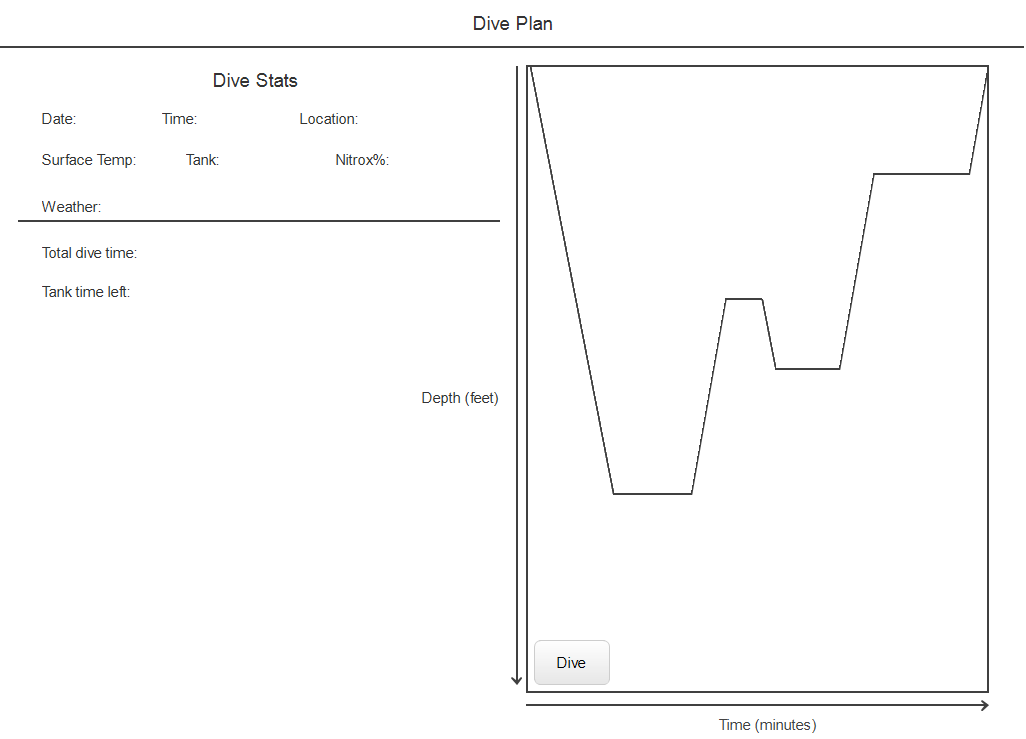 Dive Plan
Dive Stats
Date: Time: Location:
Surface Temp: Tank: Nitrox%:
Weather:
Total dive time:
Tank time left:
Depth (feet)
Dive
Time (minutes)